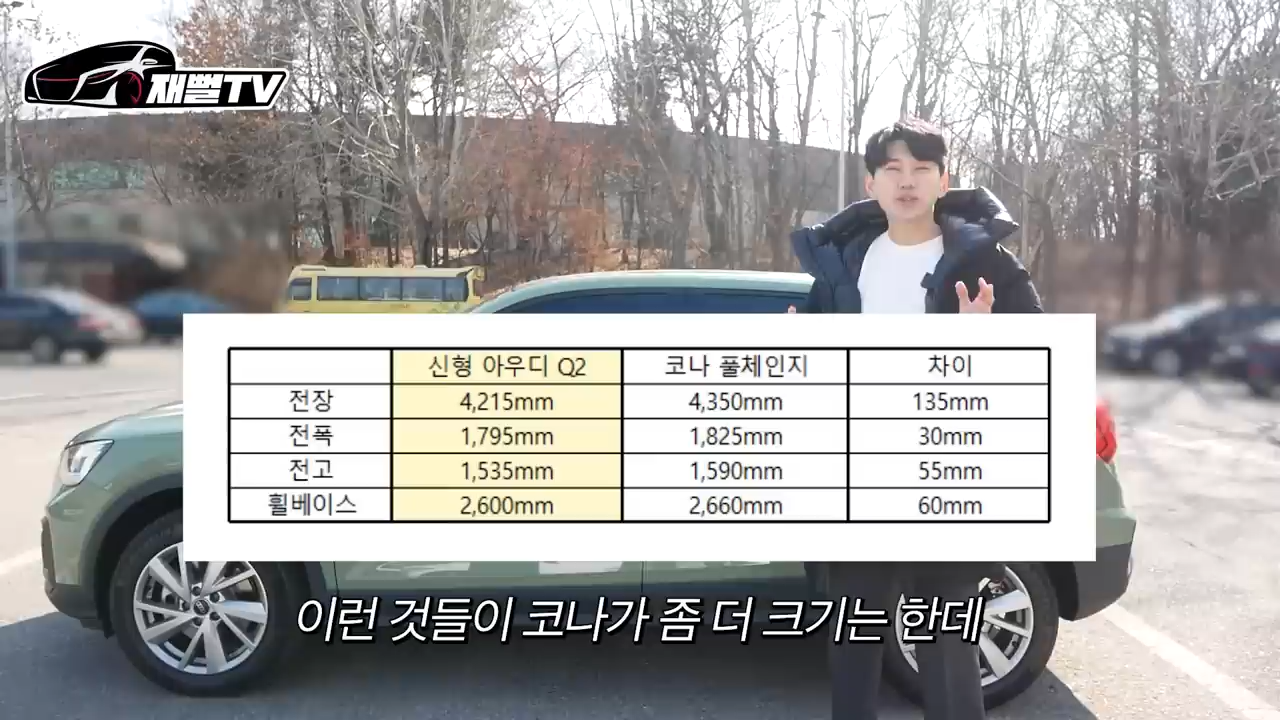 재뻘TV
신형 아우디 Q2 코나 풀체인지 차이
전장 4,215mm 4,350mm 135mm
전폭 1,795mm 1,825mm 30mm
전고 1,535mm 1,590mm 55mm
휠베이스 2,600mm 2,660mm 60mm
이런 것들이 코나가 좀 더 크기는 한데